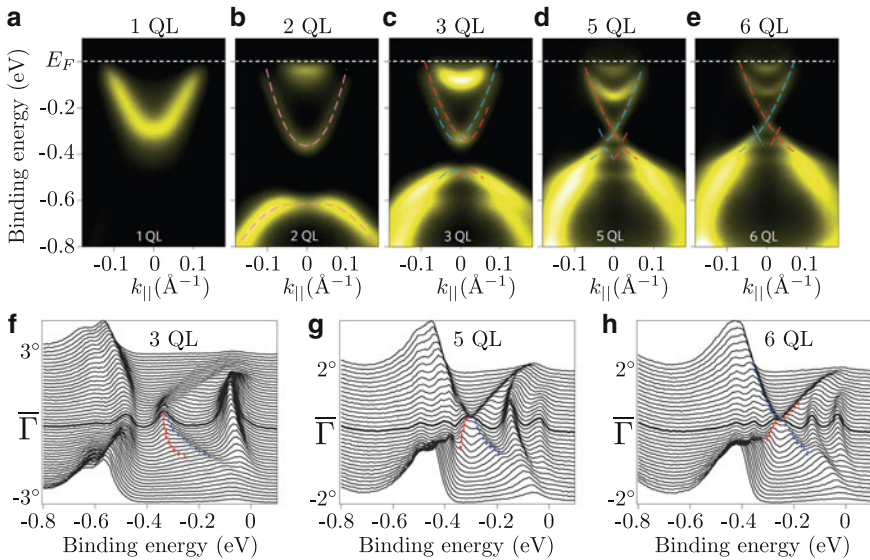 a 1 QL b 2 QL c 3 QL d 5 QL e 6 QL
Binding energy (eV)
E_F
-0.2
-0.4
-0.6
-0.8
1 QL 2 QL 3 QL 5 QL 6 QL
-0.1 0 0.1 -0.1 0 0.1 -0.1 0 0.1 -0.1 0 0.1 -0.1 0 0.1
k_||(Å⁻¹) k_||(Å⁻¹) k_||(Å⁻¹) k_||(Å⁻¹) k_||(Å⁻¹)
f 3 QL g 5 QL h 6 QL
3° 2° 2°
Γ̅ Γ̅ Γ̅
-3° -2° -2°
-0.8 -0.6 -0.4 -0.2 0 -0.8 -0.6 -0.4 -0.2 0 -0.8 -0.6 -0.4 -0.2 0
Binding energy (eV) Binding energy (eV) Binding energy (eV)